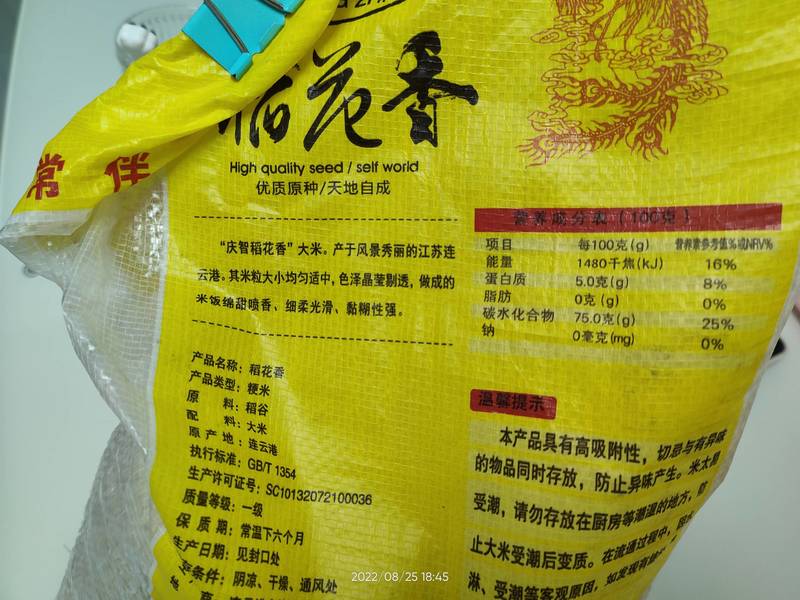 稻花香
High quality seed / self world
优质原种/天地自成
常 伴
“庆智稻花香”大米。产于风景秀丽的江苏连
云港。其米粒大小均匀适中，色泽晶莹剔透，做成的
米饭绵甜喷香、细柔光滑、黏糊性强。
产品名称：稻花香
产品类型：粳米
原 料：稻谷
配 料：大米
原 产 地：连云港
执行标准：GB/T 1354
生产许可证号：SC10132072100036
质量等级：一级
保 质 期：常温下六个月
生产日期：见封口处
条件：阴凉、干燥、通风处
营养成分表（100克）
项目 每100克(g) 营养素参考值%或NRV%
能量 1480千焦(kJ) 16%
蛋白质 5.0克(g) 8%
脂肪 0克(g) 0%
碳水化合物 75.0克(g) 25%
钠 0毫克(mg) 0%
温馨提示
本产品具有高吸附性，切忌与有异味
的物品同时存放，防止异味产生。米太易
受潮，请勿存放在厨房等潮湿的地方，防
止大米受潮后变质。在流通过程中，因
淋、受潮等客观原因，如发现有
2022/08/25 18:45